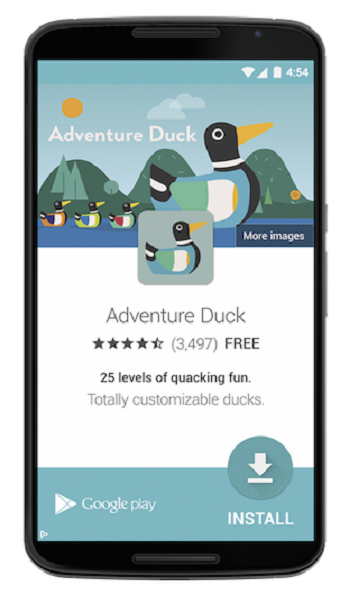 4:54
Adventure Duck
More images
Adventure Duck
(3,497) FREE
25 levels of quacking fun.
Totally customizable ducks.
Google play
INSTALL